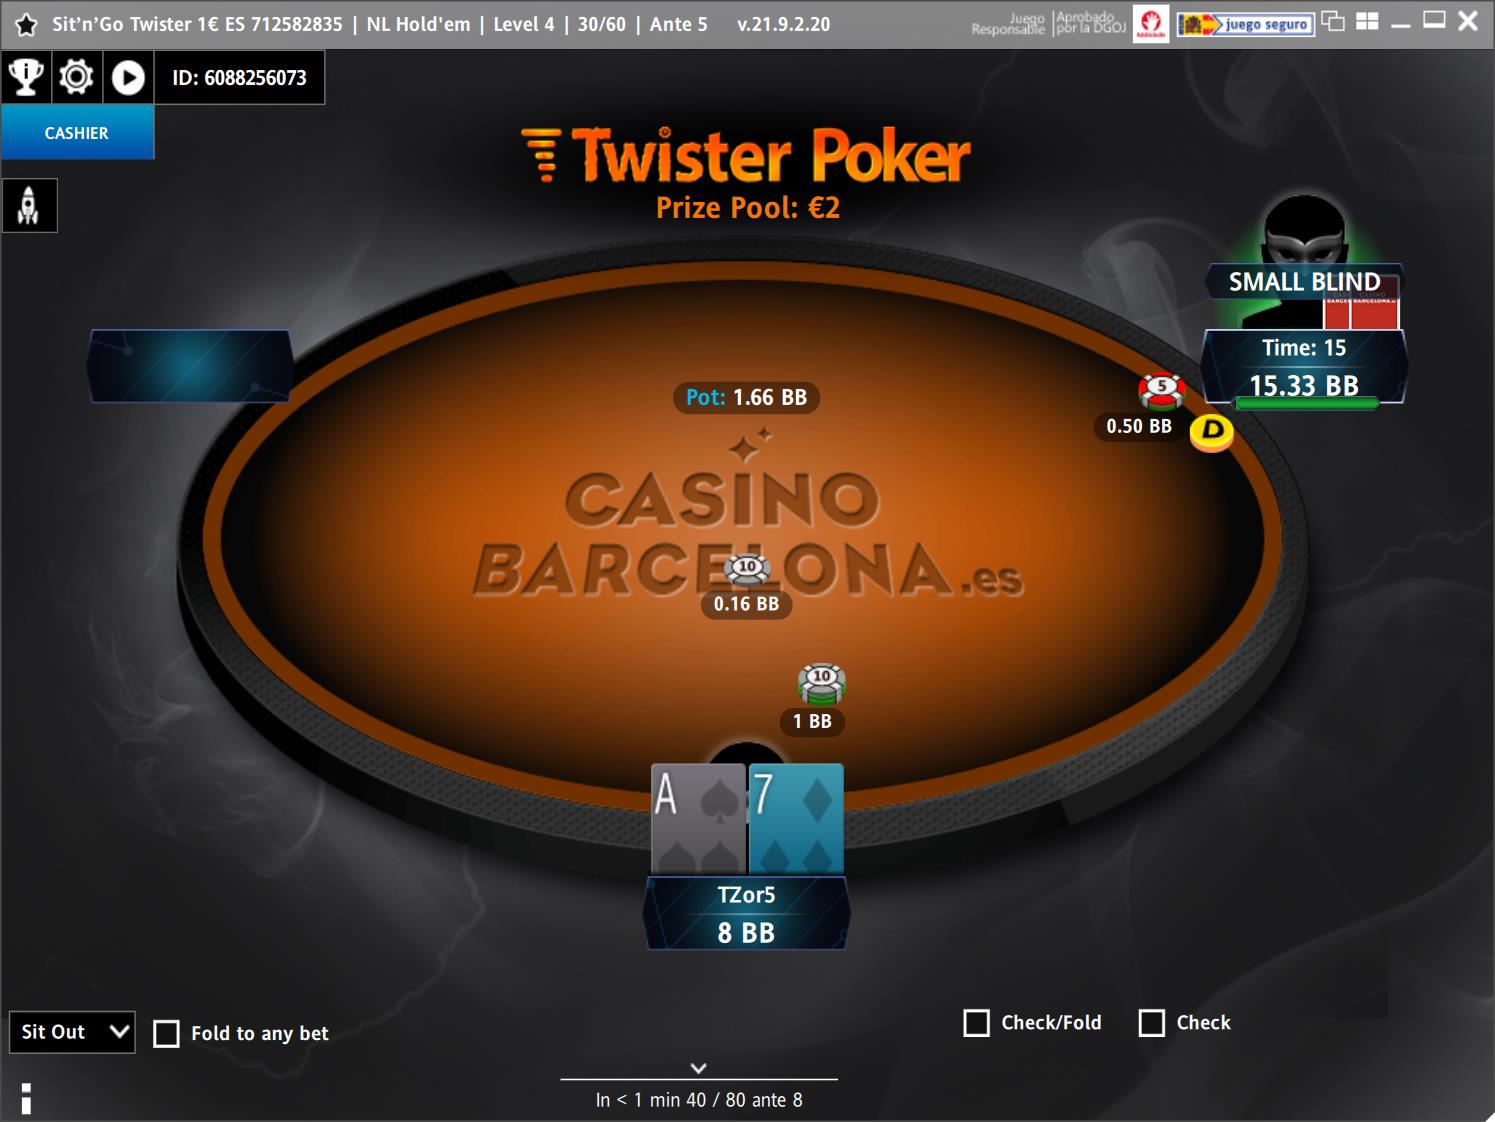 Sit’n’Go Twister 1€ ES 712582835 | NL Hold'em | Level 4 | 30/60 | Ante 5 v.21.9.2.20
Juego Responsable
Aprobado por la DGOJ
juego seguro
ID: 6088256073
CASHIER
Twister Poker
Prize Pool: €2
SMALL BLIND
Time: 15
15.33 BB
Pot: 1.66 BB
5
0.50 BB
D
CASINO
BARCELONA.es
10
0.16 BB
10
1 BB
A 7
TZor5
8 BB
Sit Out
Fold to any bet
Check/Fold
Check
In < 1 min 40 / 80 ante 8